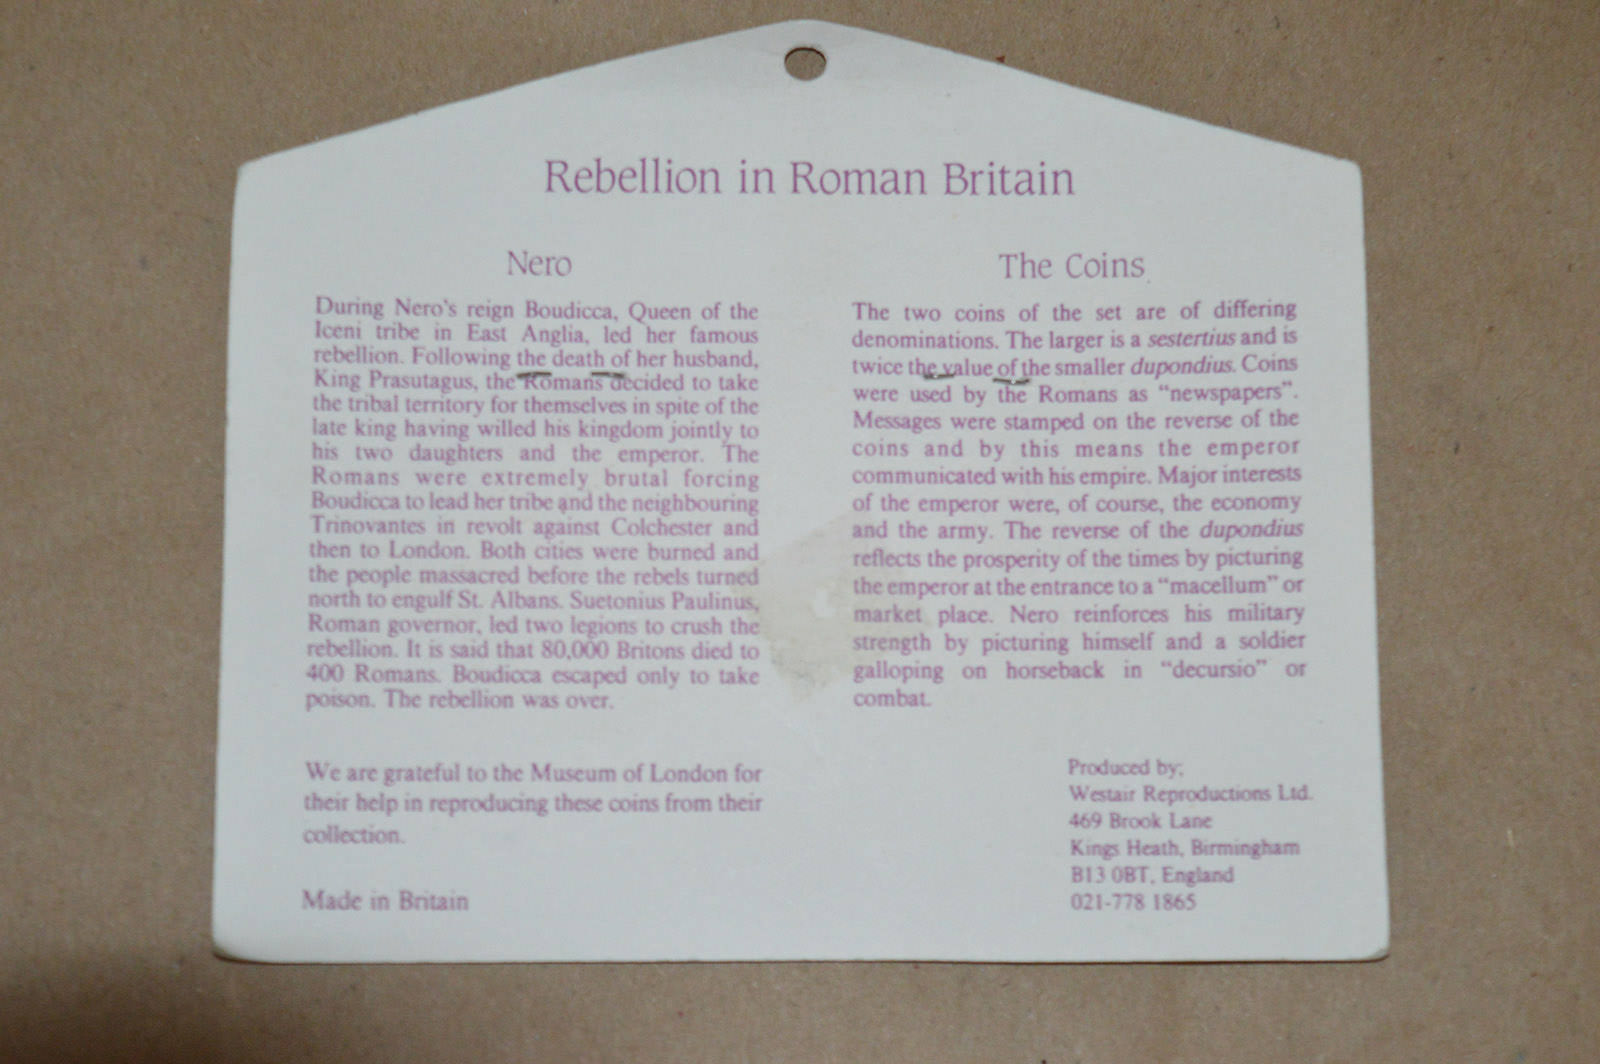 Rebellion in Roman Britain
Nero
During Nero's reign Boudicca, Queen of the
Iceni tribe in East Anglia, led her famous
rebellion. Following the death of her husband,
King Prasutagus, the Romans decided to take
the tribal territory for themselves in spite of the
late king having willed his kingdom jointly to
his two daughters and the emperor. The
Romans were extremely brutal forcing
Boudicca to lead her tribe and the neighbouring
Trinovantes in revolt against Colchester and
then to London. Both cities were burned and
the people massacred before the rebels turned
north to engulf St. Albans. Suetonius Paulinus,
Roman governor, led two legions to crush the
rebellion. It is said that 80,000 Britons died to
400 Romans. Boudicca escaped only to take
poison. The rebellion was over.
We are grateful to the Museum of London for
their help in reproducing these coins from their
collection.
Made in Britain
The Coins
The two coins of the set are of differing
denominations. The larger is a sestertius and is
twice the value of the smaller dupondius. Coins
were used by the Romans as "newspapers".
Messages were stamped on the reverse of the
coins and by this means the emperor
communicated with his empire. Major interests
of the emperor were, of course, the economy
and the army. The reverse of the dupondius
reflects the prosperity of the times by picturing
the emperor at the entrance to a "macellum" or
market place. Nero reinforces his military
strength by picturing himself and a soldier
galloping on horseback in "decursio" or
combat.
Produced by;
Westair Reproductions Ltd.
469 Brook Lane
Kings Heath, Birmingham
B13 0BT, England
021-778 1865